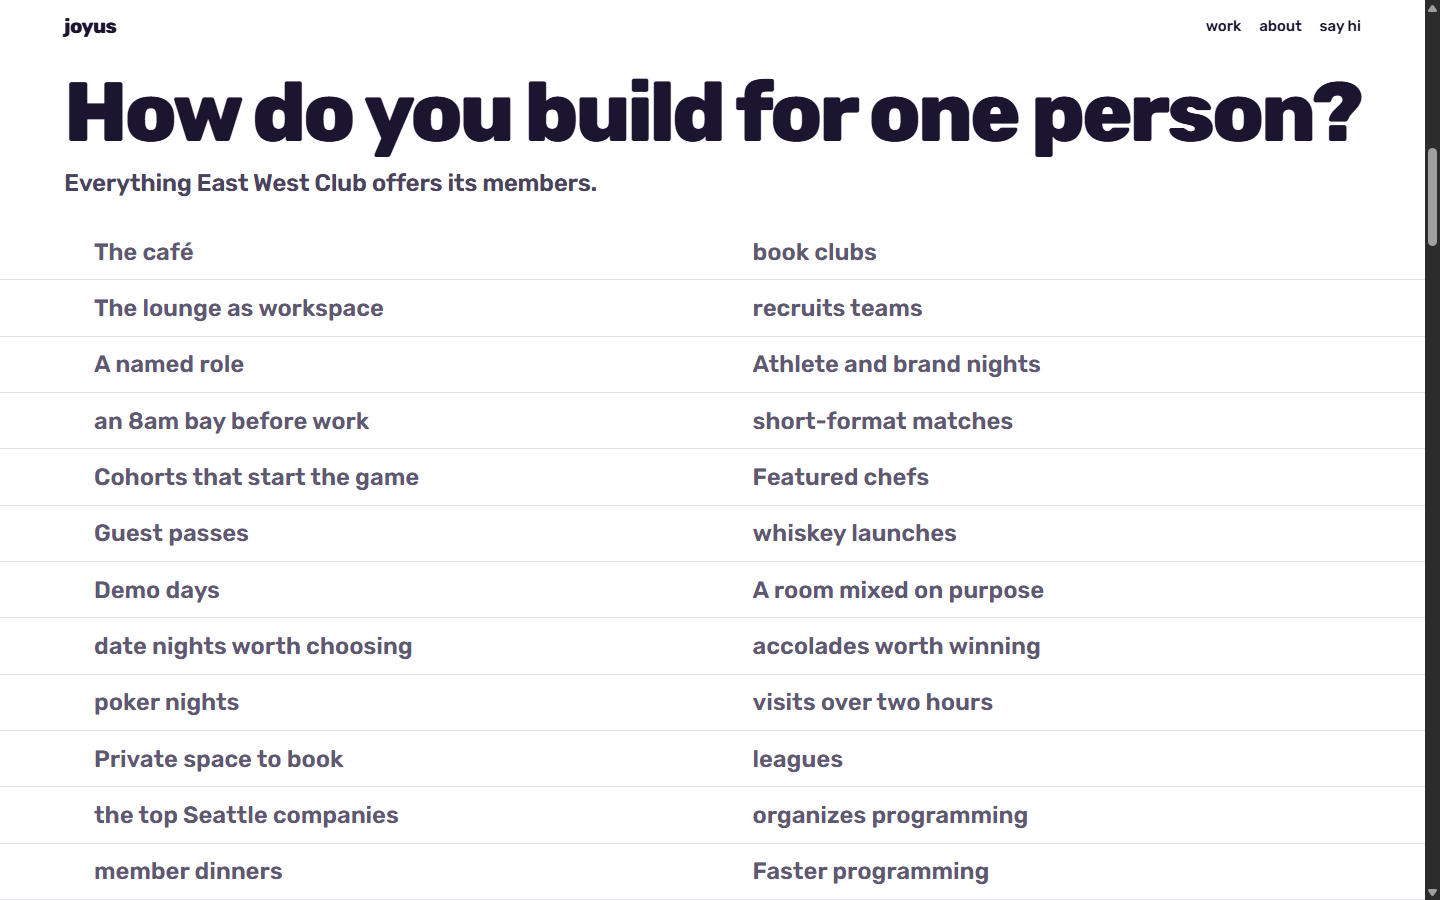 joyus
work about say hi
How do you build for one person?
Everything East West Club offers its members.
The café
book clubs
The lounge as workspace
recruits teams
A named role
Athlete and brand nights
an 8am bay before work
short-format matches
Cohorts that start the game
Featured chefs
Guest passes
whiskey launches
Demo days
A room mixed on purpose
date nights worth choosing
accolades worth winning
poker nights
visits over two hours
Private space to book
leagues
the top Seattle companies
organizes programming
member dinners
Faster programming